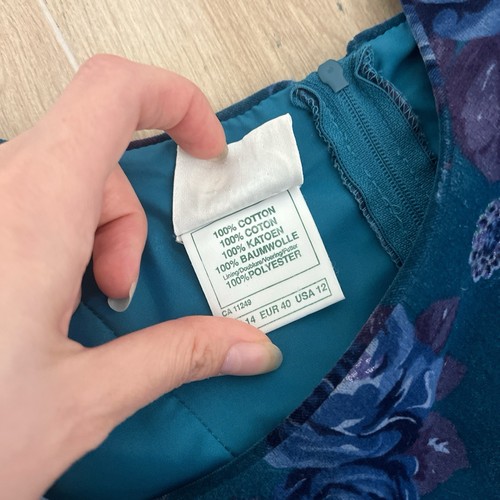 100% COTTON
100% COTON
100% KATOEN
100% BAUMWOLLE
Lining/Doublure/Voering/Futter
100% POLYESTER
CA 11249
14 EUR 40 USA 12